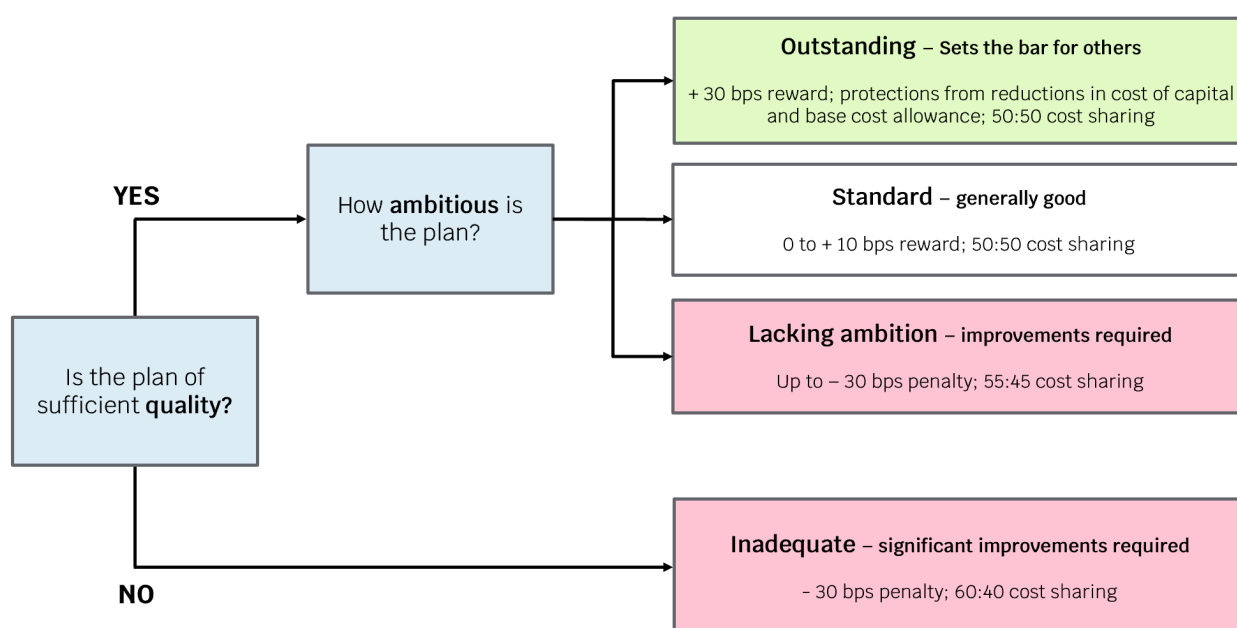 Outstanding – Sets the bar for others
+ 30 bps reward; protections from reductions in cost of capital
and base cost allowance; 50:50 cost sharing
YES
How ambitious is
the plan?
Standard – generally good
0 to + 10 bps reward; 50:50 cost sharing
Lacking ambition – improvements required
Up to – 30 bps penalty; 55:45 cost sharing
Is the plan of
sufficient quality?
Inadequate – significant improvements required
- 30 bps penalty; 60:40 cost sharing
NO